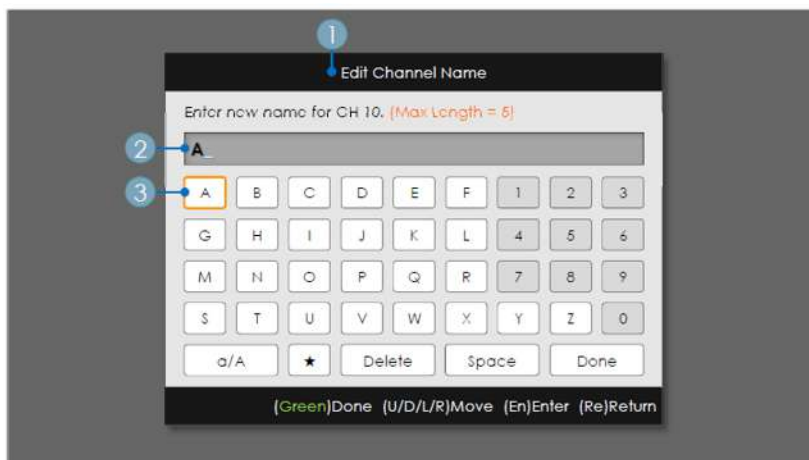 1
Edit Channel Name
Enter new name for CH 10. (Max Length = 5)
2 A_
3 A B C D E F 1 2 3
G H I J K L 4 5 6
M N O P Q R 7 8 9
S T U V W X Y Z 0
a/A ★ Delete Space Done
(Green)Done (U/D/L/R)Move (En)Enter (Re)Return